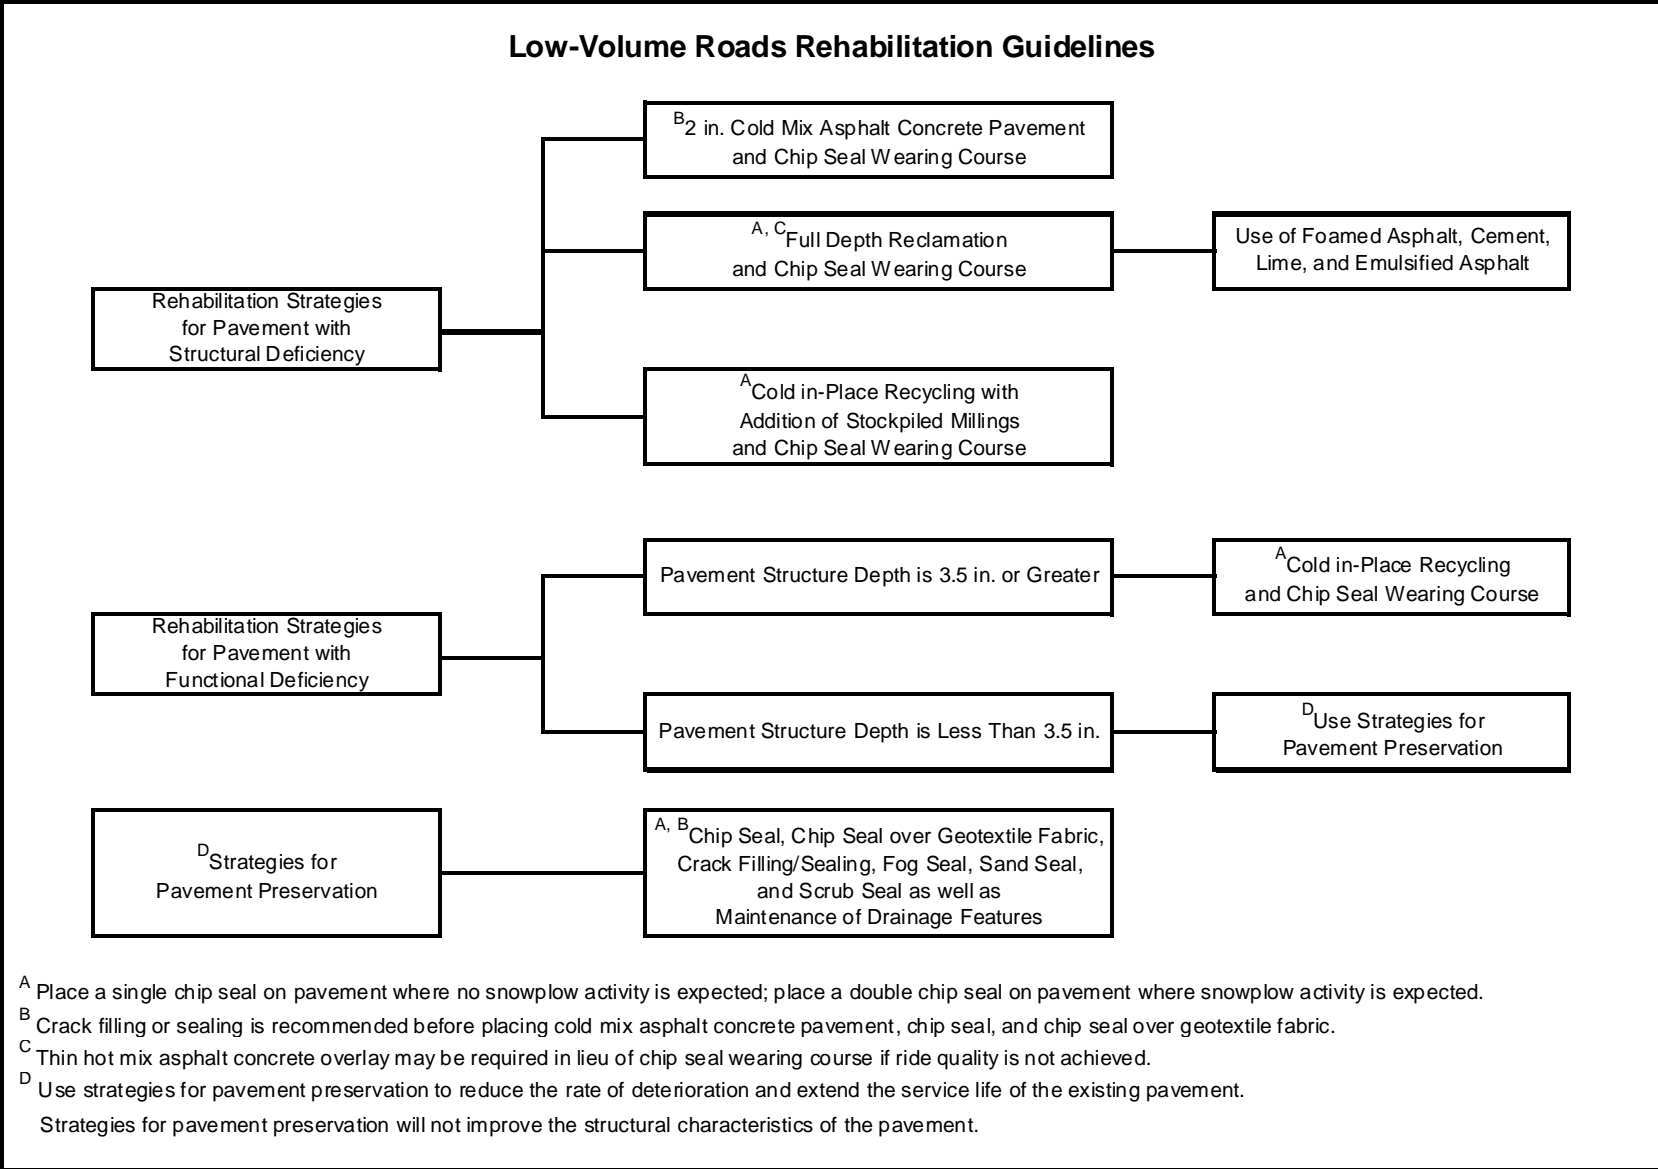 Low-Volume Roads Rehabilitation Guidelines
B2 in. Cold Mix Asphalt Concrete Pavement
and Chip Seal Wearing Course
A, CFull Depth Reclamation
and Chip Seal Wearing Course
Use of Foamed Asphalt, Cement,
Lime, and Emulsified Asphalt
Rehabilitation Strategies
for Pavement with
Structural Deficiency
ACold in-Place Recycling with
Addition of Stockpiled Millings
and Chip Seal Wearing Course
Pavement Structure Depth is 3.5 in. or Greater
ACold in-Place Recycling
and Chip Seal Wearing Course
Rehabilitation Strategies
for Pavement with
Functional Deficiency
Pavement Structure Depth is Less Than 3.5 in.
DUse Strategies for
Pavement Preservation
DStrategies for
Pavement Preservation
A, BChip Seal, Chip Seal over Geotextile Fabric,
Crack Filling/Sealing, Fog Seal, Sand Seal,
and Scrub Seal as well as
Maintenance of Drainage Features
A Place a single chip seal on pavement where no snowplow activity is expected; place a double chip seal on pavement where snowplow activity is expected.
B Crack filling or sealing is recommended before placing cold mix asphalt concrete pavement, chip seal, and chip seal over geotextile fabric.
C Thin hot mix asphalt concrete overlay may be required in lieu of chip seal wearing course if ride quality is not achieved.
D Use strategies for pavement preservation to reduce the rate of deterioration and extend the service life of the existing pavement.
Strategies for pavement preservation will not improve the structural characteristics of the pavement.